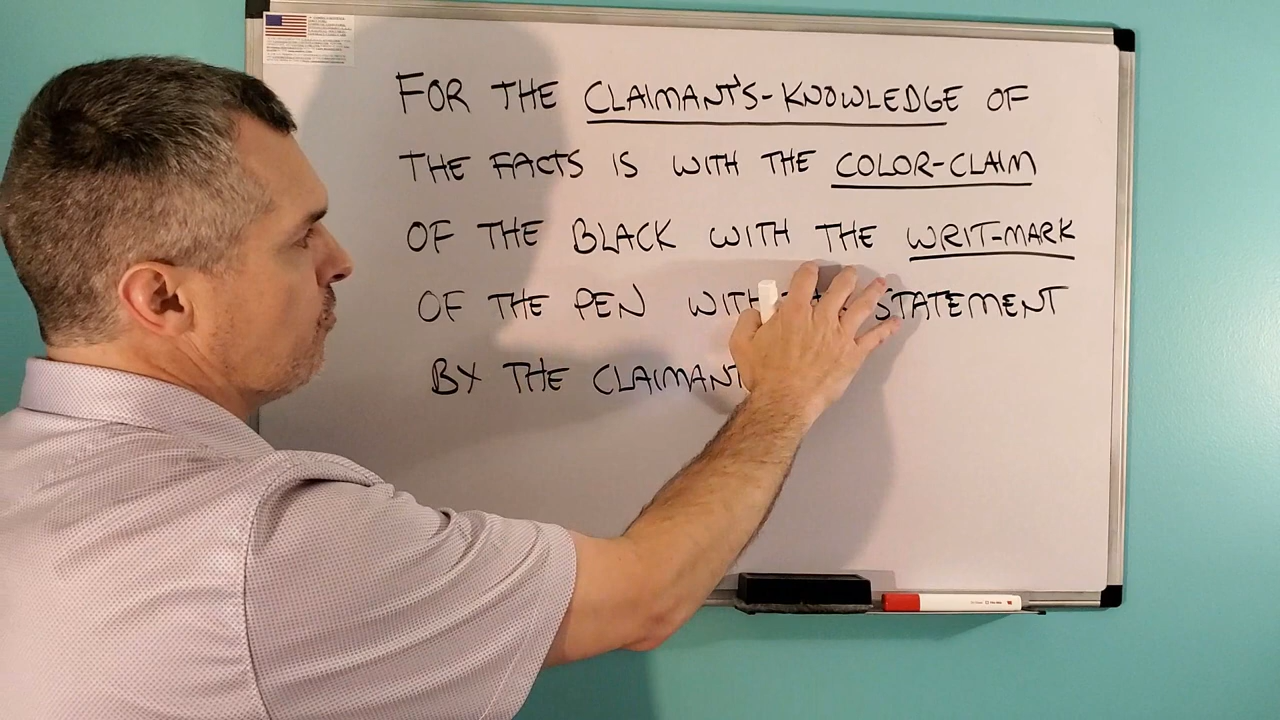 FOR THE CLAIMANT'S-KNOWLEDGE OF
THE FACTS IS WITH THE COLOR-CLAIM
OF THE BLACK WITH THE WRIT-MARK
OF THE PEN WITH STATEMENT
BY THE CLAIMANT